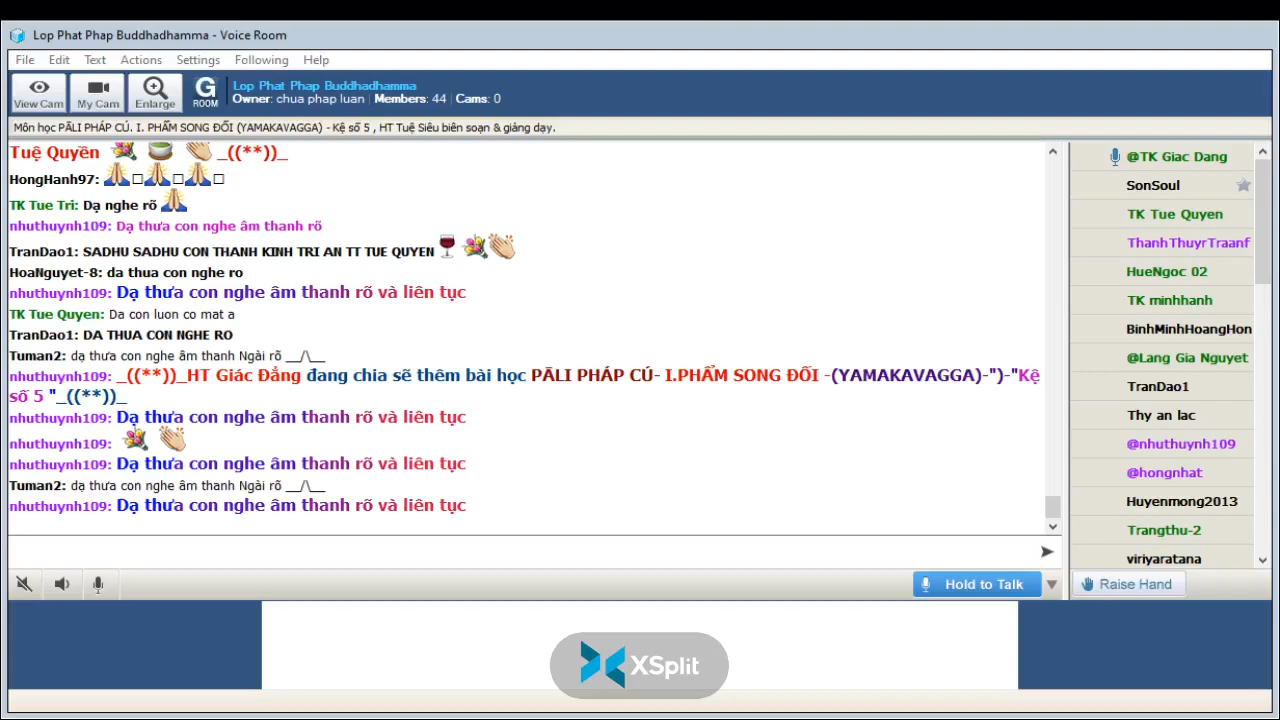 Lop Phat Phap Buddhadhamma - Voice Room
File Edit Text Actions Settings Following Help
View Cam My Cam Enlarge G ROOM
Lop Phat Phap Buddhadhamma
Owner: chua phap luan | Members: 44 | Cams: 0
Môn học PĀLI PHÁP CÚ. I. PHẨM SONG ĐỐI (YAMAKAVAGGA) - Kệ số 5 , HT Tuệ Siêu biên soạn & giảng dạy.
Tuệ Quyền _((**))_
HongHanh97:
TK Tue Tri: Dạ nghe rõ
nhuthuynh109: Dạ thưa con nghe âm thanh rõ
TranDao1: SADHU SADHU CON THANH KINH TRI AN TT TUE QUYEN
HoaNguyet-8: da thua con nghe ro
nhuthuynh109: Dạ thưa con nghe âm thanh rõ và liên tục
TK Tue Quyen: Da con luon co mat a
TranDao1: DA THUA CON NGHE RO
Tuman2: dạ thưa con nghe âm thanh Ngài rõ __/\__
nhuthuynh109: _((**))_HT Giác Đẳng đang chia sẽ thêm bài học PĀLI PHÁP CÚ- I.PHẨM SONG ĐỐI -(YAMAKAVAGGA)-")-"Kệ
số 5 "_((**))_
nhuthuynh109: Dạ thưa con nghe âm thanh rõ và liên tục
nhuthuynh109:
nhuthuynh109: Dạ thưa con nghe âm thanh rõ và liên tục
Tuman2: dạ thưa con nghe âm thanh Ngài rõ __/\__
nhuthuynh109: Dạ thưa con nghe âm thanh rõ và liên tục
@TK Giac Dang
SonSoul
TK Tue Quyen
ThanhThuyrTraanf
HueNgoc 02
TK minhhanh
BinhMinhHoangHon
@Lang Gia Nguyet
TranDao1
Thy an lac
@nhuthuynh109
@hongnhat
Huyenmong2013
Trangthu-2
viriyaratana
Hold to Talk
Raise Hand
XSplit